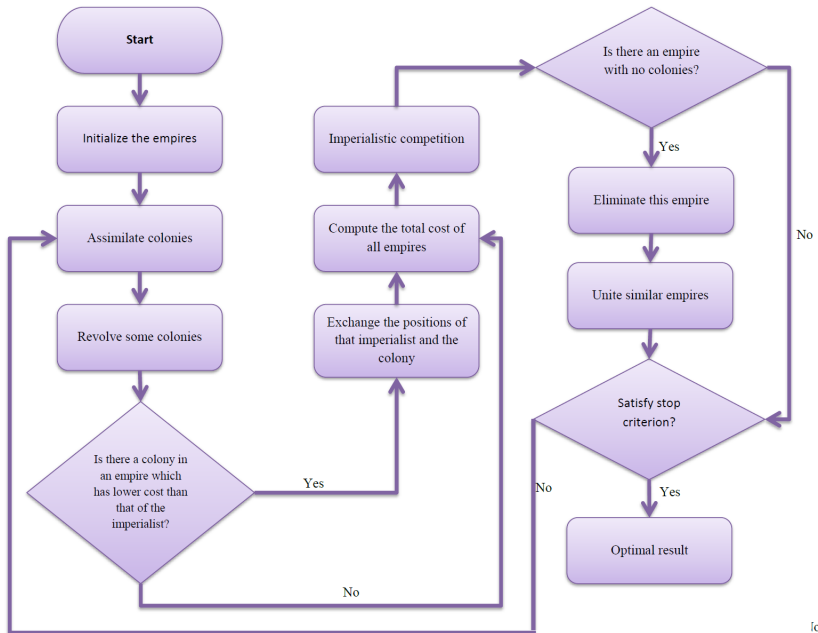 Start
Initialize the empires
Assimilate colonies
Revolve some colonies
Is there a colony in
an empire which
has lower cost than
that of the
imperialist?
Yes
No
Exchange the positions of
that imperialist and the
colony
Compute the total cost of
all empires
Imperialistic competition
Is there an empire
with no colonies?
Yes
No
Eliminate this empire
Unite similar empires
Satisfy stop
criterion?
No
Yes
Optimal result